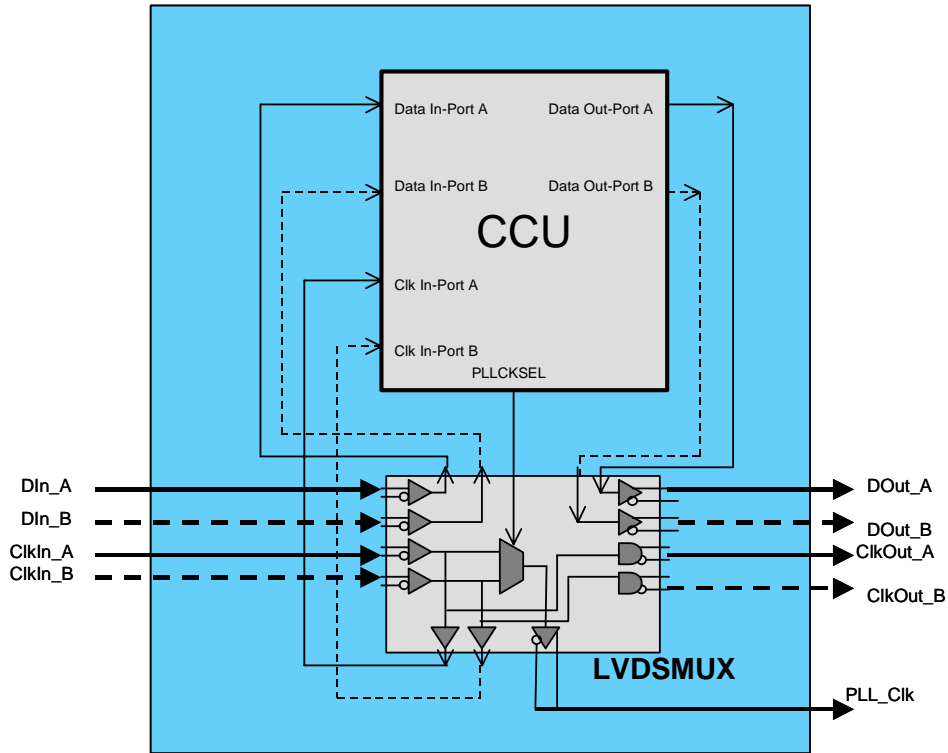 Data In-Port A
Data Out-Port A
Data In-Port B
Data Out-Port B
CCU
Clk In-Port A
Clk In-Port B
PLLCKSEL
DIn_A
DOut_A
DIn_B
DOut_B
ClkIn_A
ClkOut_A
ClkIn_B
ClkOut_B
LVDSMUX
PLL_Clk